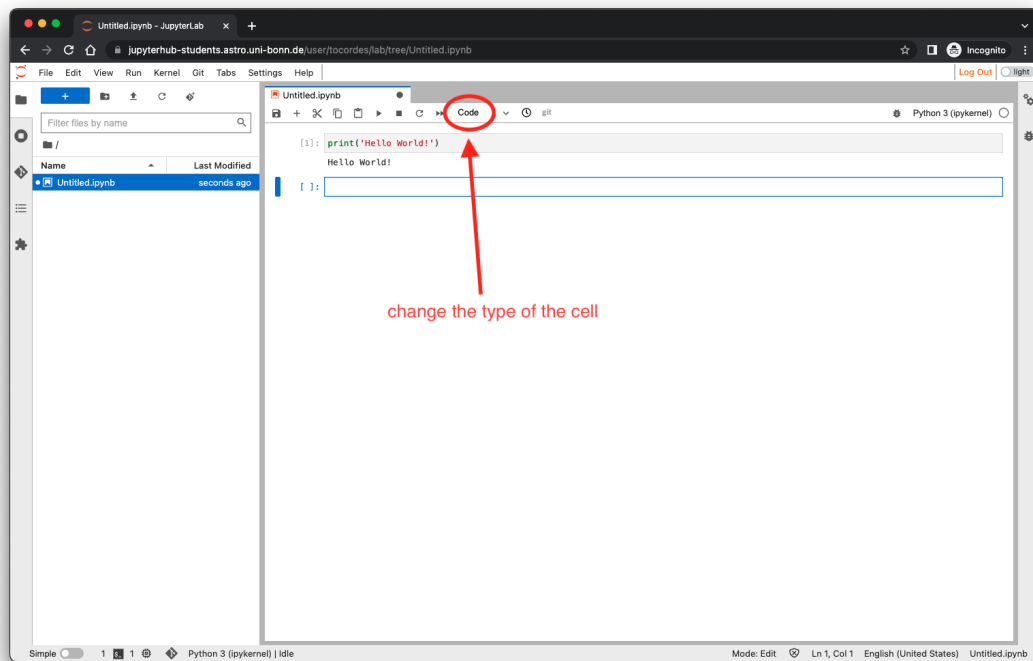 Untitled.ipynb - JupyterLab
jupyterhub-students.astro.uni-bonn.de/user/tocordes/lab/tree/Untitled.ipynb
Incognito
File Edit View Run Kernel Git Tabs Settings Help
Log Out
light
Untitled.ipynb
Code
git
Python 3 (ipykernel)
Filter files by name
/
Name
Last Modified
Untitled.ipynb
seconds ago
[1]: print('Hello World!')
Hello World!
[ ]:
change the type of the cell
Simple
1
1
Python 3 (ipykernel) | Idle
Mode: Edit
Ln 1, Col 1
English (United States)
Untitled.ipynb